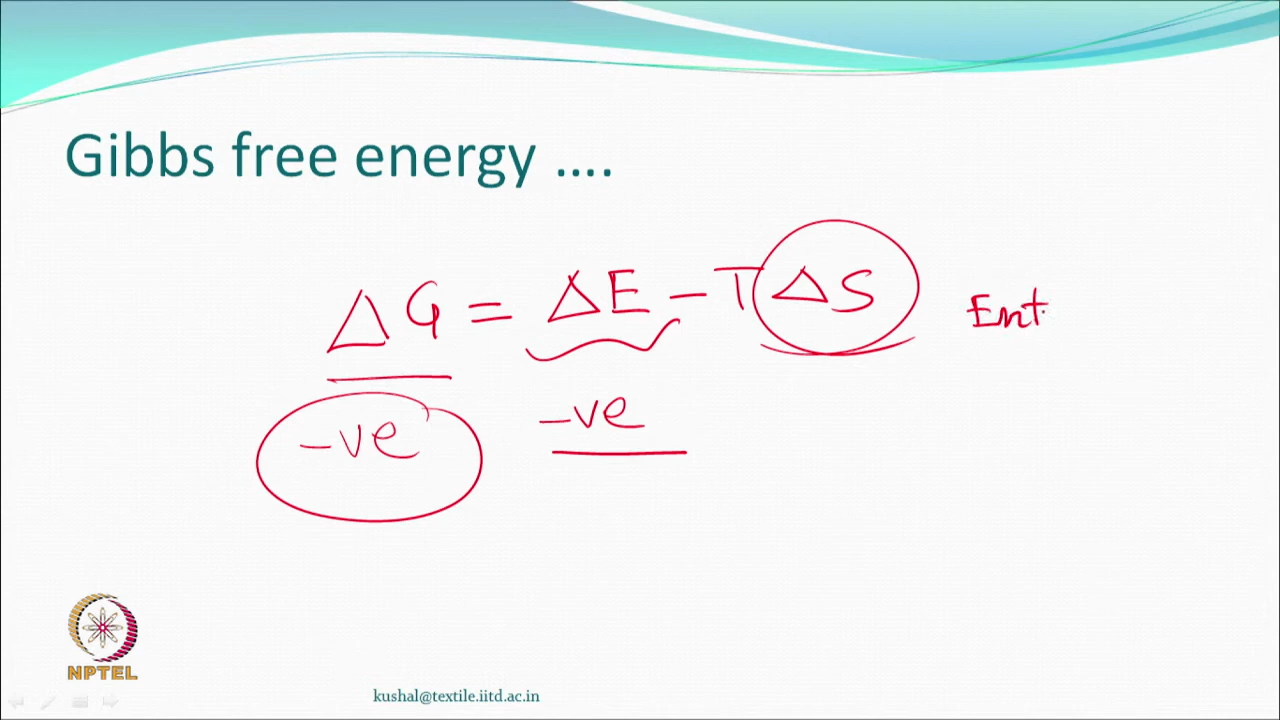 Gibbs free energy ....
ΔG = ΔE - TΔS Ent.
-ve -ve
NPTEL
kushal@textile.iitd.ac.in